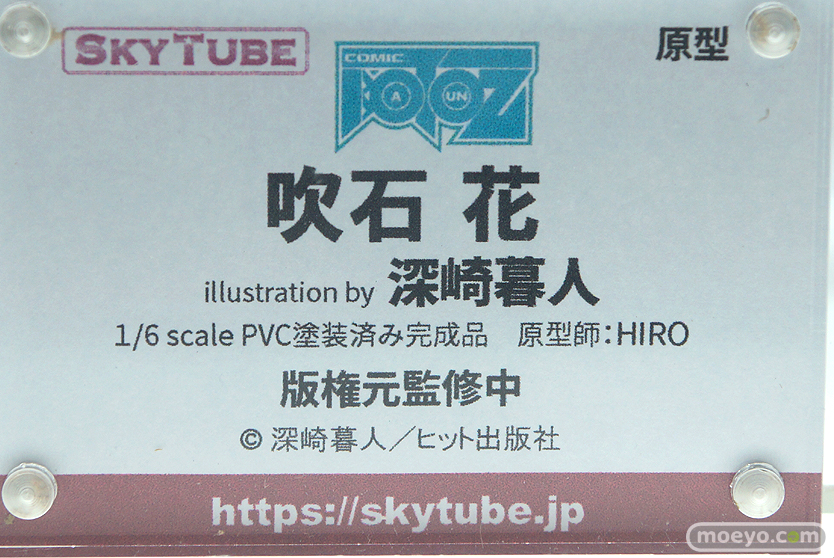 SKYTUBE
原型
COMIC
A UN
吹石 花
illustration by 深崎暮人
1/6 scale PVC塗装済み完成品 原型師：HIRO
版権元監修中
© 深崎暮人／ヒット出版社
https://skytube.jp
moeyo.com